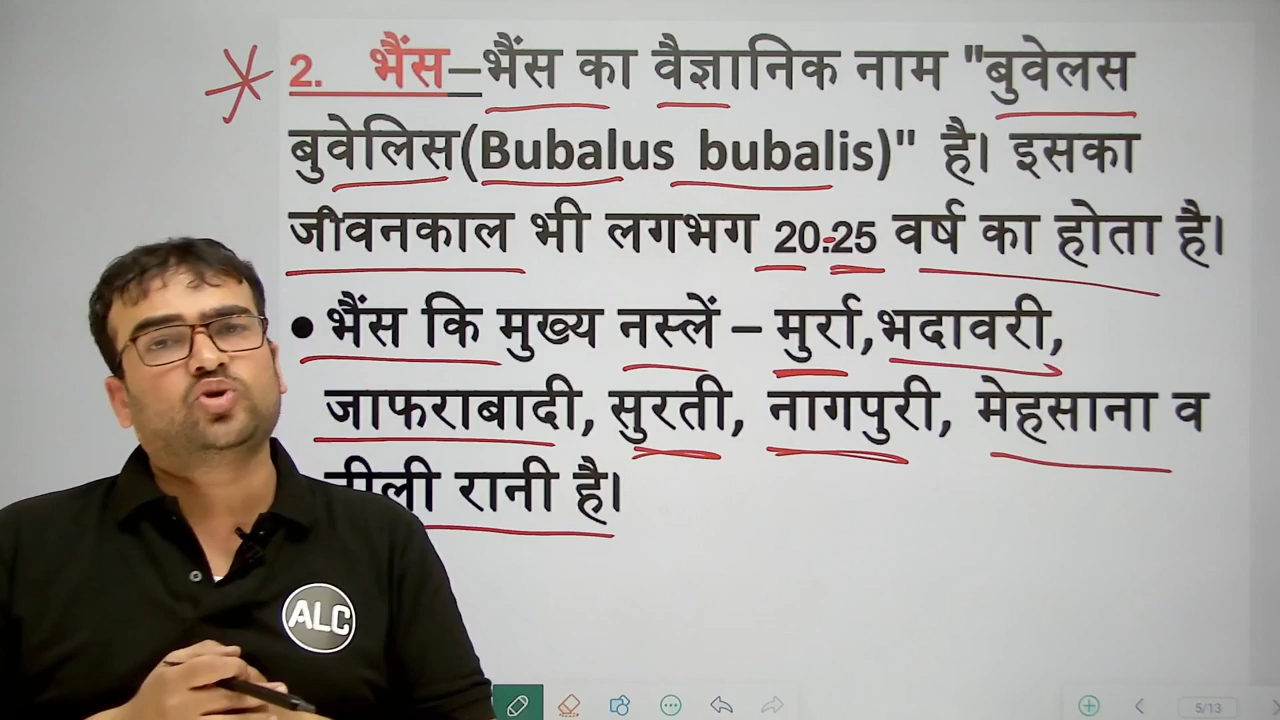 2. भैंस–भैंस का वैज्ञानिक नाम "बुवेलस
बुवेलिस(Bubalus bubalis)" है। इसका
जीवनकाल भी लगभग 20-25 वर्ष का होता है।
• भैंस कि मुख्य नस्लें – मुर्रा,भदावरी,
जाफराबादी, सुरती, नागपुरी, मेहसाना व
रानी है।
ALC
5/13